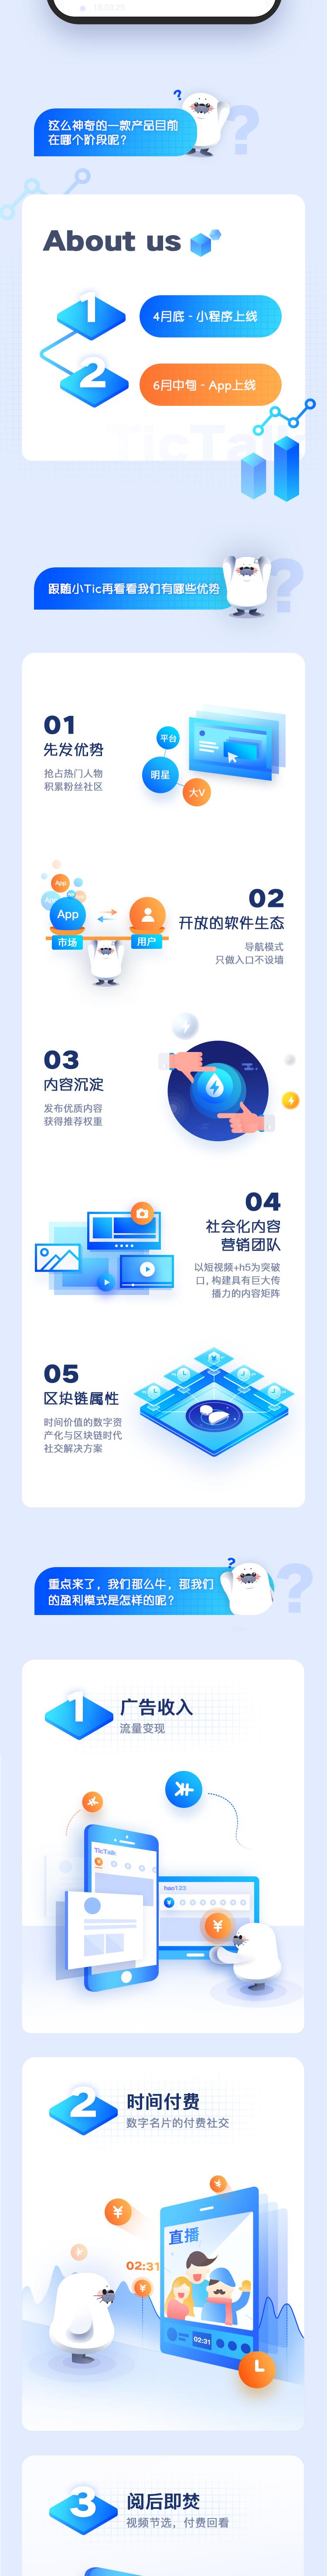 18:03:26
?
这么神奇的一款产品目前
在哪个阶段呢?
?
About us
1
4月底 - 小程序上线
2
6月中旬 - App上线
TicTalk
跟随小Tic再看看我们有哪些优势
?
01
先发优势
抢占热门人物
积累粉丝社区
平台
明星
大V
App
App
App
市场
用户
02
开放的软件生态
导航模式
只做入口不设墙
03
内容沉淀
发布优质内容
获得推荐权重
04
社会化内容
营销团队
以短视频+h5为突破
口, 构建具有巨大传
播力的内容矩阵
05
区块链属性
时间价值的数字资
产化与区块链时代
社交解决方案
¥
?
重点来了, 我们那么牛, 那我们
的盈利模式是怎样的呢?
?
1
广告收入
流量变现
TicTalk
hao123
¥
¥
2
时间付费
数字名片的付费社交
¥
¥
02:31
¥
直播
02:31
3
阅后即焚
视频节选, 付费回看